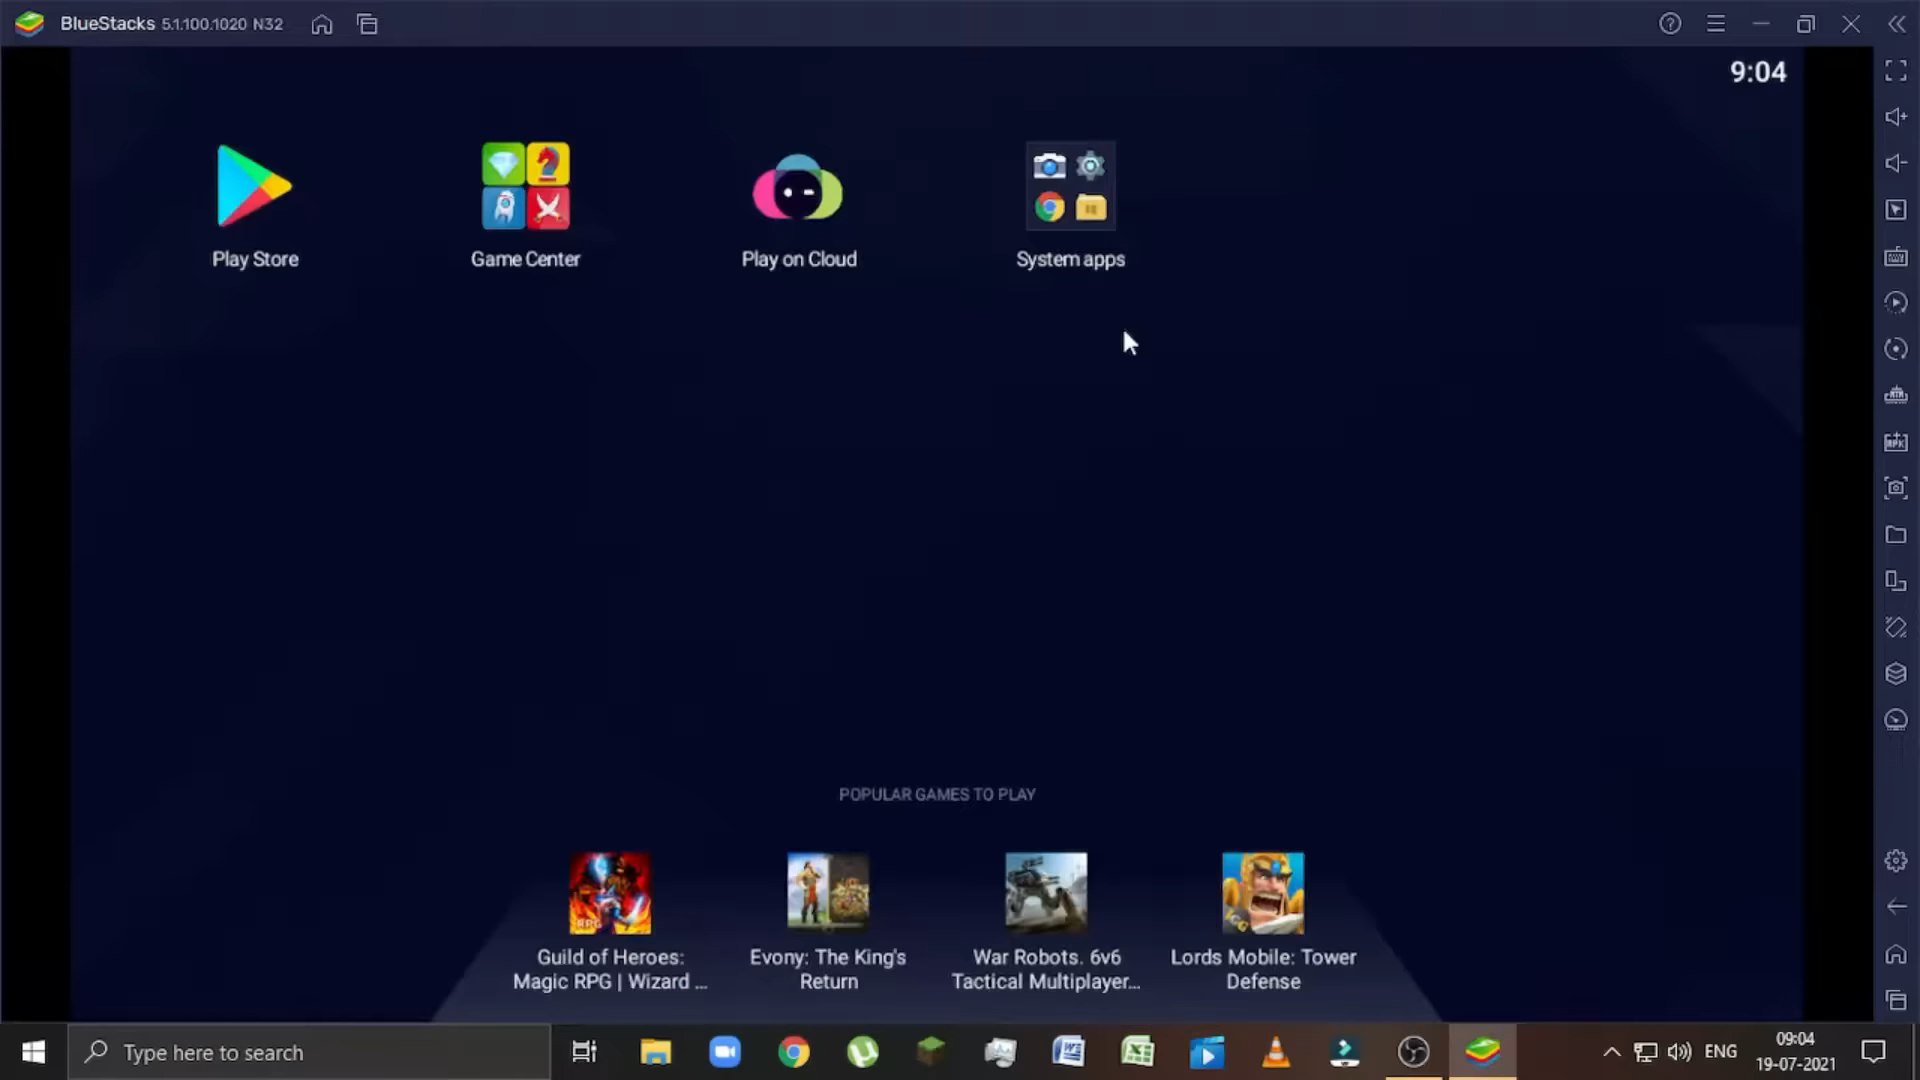 BlueStacks 5.1.100.1020 N32
9:04
Play Store
Game Center
Play on Cloud
System apps
POPULAR GAMES TO PLAY
Guild of Heroes:
Magic RPG | Wizard ...
Evony: The King's
Return
War Robots. 6v6
Tactical Multiplayer...
Lords Mobile: Tower
Defense
RPG
IGG
Type here to search
ENG
09:04
19-07-2021